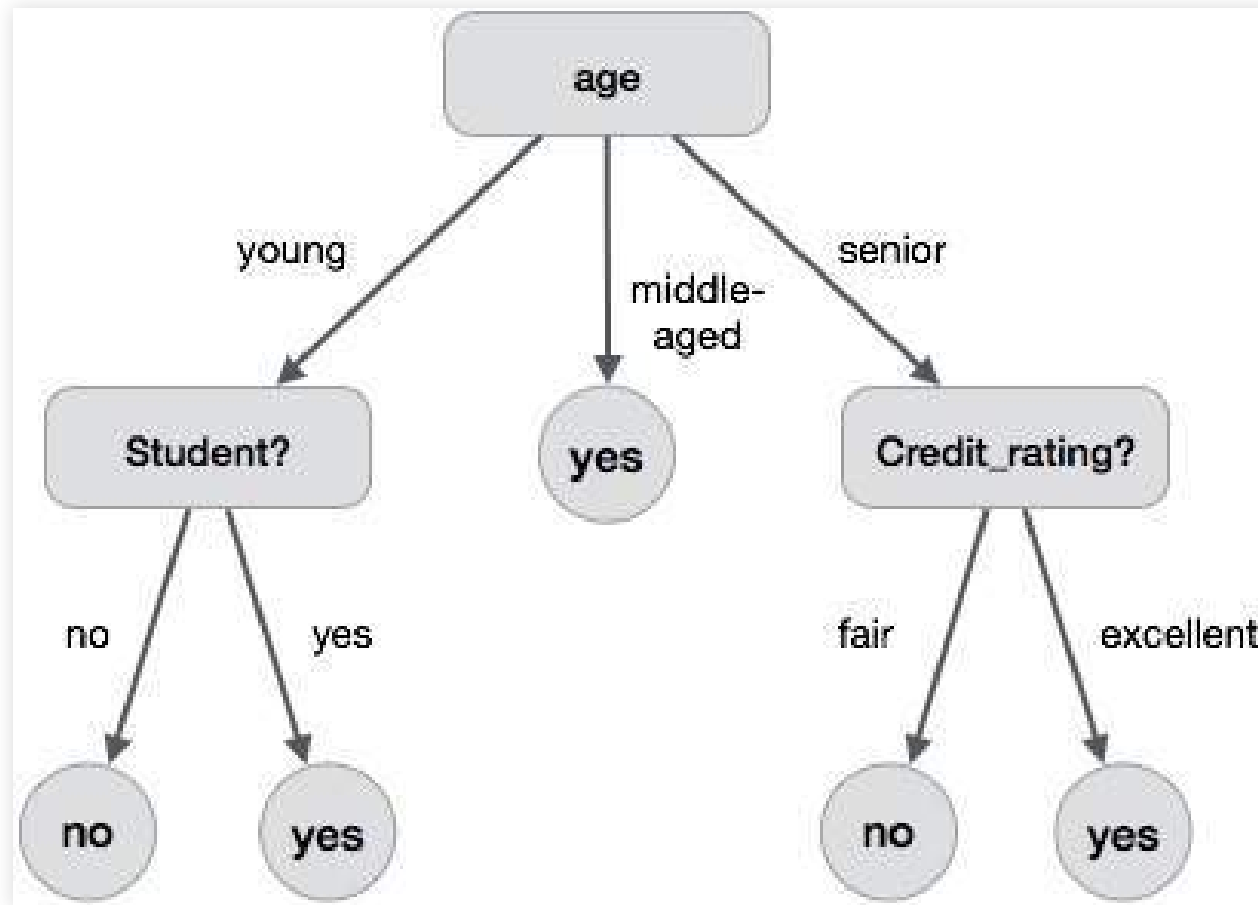 age
young
senior
middle-
aged
Student?
yes
Credit_rating?
no
yes
fair
excellent
no
yes
no
yes